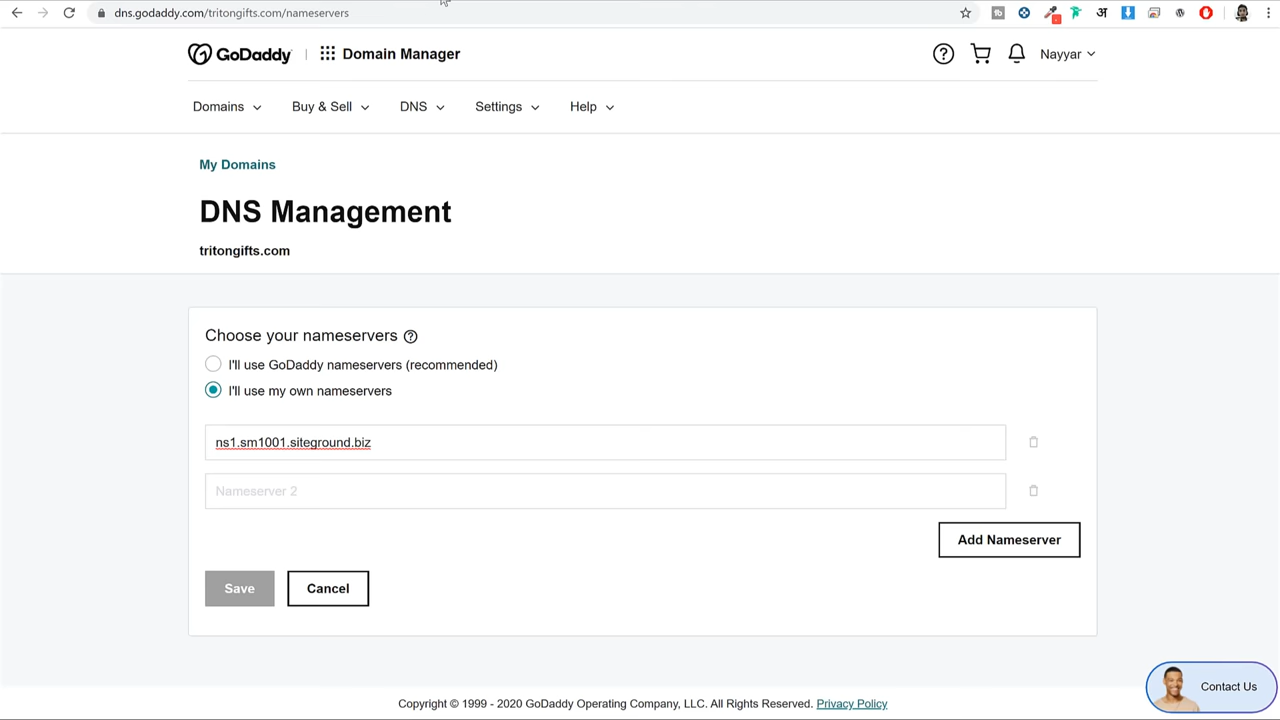 dns.godaddy.com/tritongifts.com/nameservers
GoDaddy Domain Manager Nayyar
Domains Buy & Sell DNS Settings Help
My Domains
DNS Management
tritongifts.com
Choose your nameservers
I'll use GoDaddy nameservers (recommended)
I'll use my own nameservers
ns1.sm1001.siteground.biz
Nameserver 2
Add Nameserver
Save Cancel
Contact Us
Copyright © 1999 - 2020 GoDaddy Operating Company, LLC. All Rights Reserved. Privacy Policy